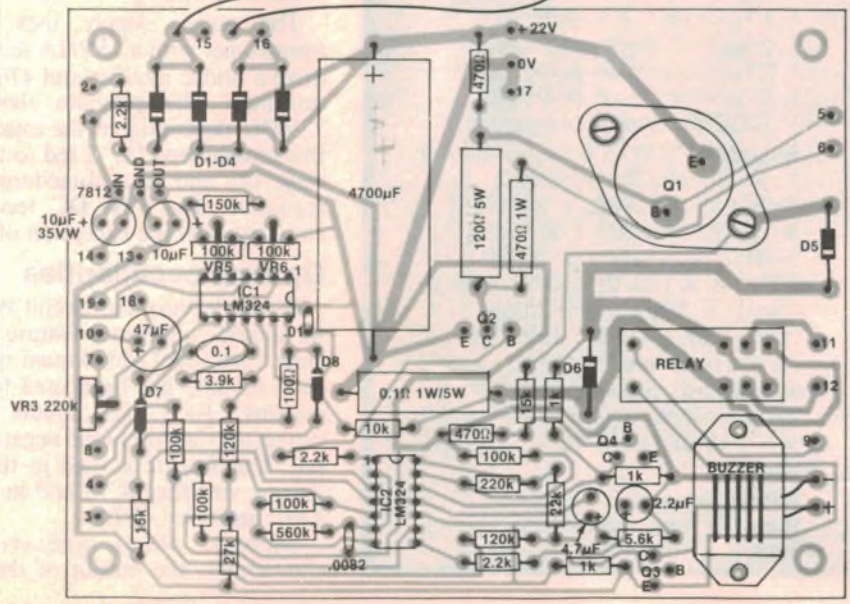 15
16
+22V
0V
17
470Ω
2
1
2.2k
D1-D4
4700µF
5
6
E
Q1
B
7812
IN
GND
OUT
150k
10µF
35VW
10µF
100k
100k
VR5
VR6
1
120Ω 5W
470Ω 1W
D5
14
13
IC1
LM324
19
18
.01
Q2
E
C
B
10
47µF
0.1
7
3.9k
100Ω
D8
D6
RELAY
11
12
VR3 220k
D7
0.1Ω 1W/5W
15k
1k
10k
470Ω
Q4
B
C
E
9
100k
120k
8
2.2k
1
100k
1k
BUZZER
4
220k
-
+
3
15k
100k
100k
IC2
LM324
22k
2.2µF
560k
4.7µF
27k
.0082
120k
5.6k
2.2k
1k
C
Q3
B
E